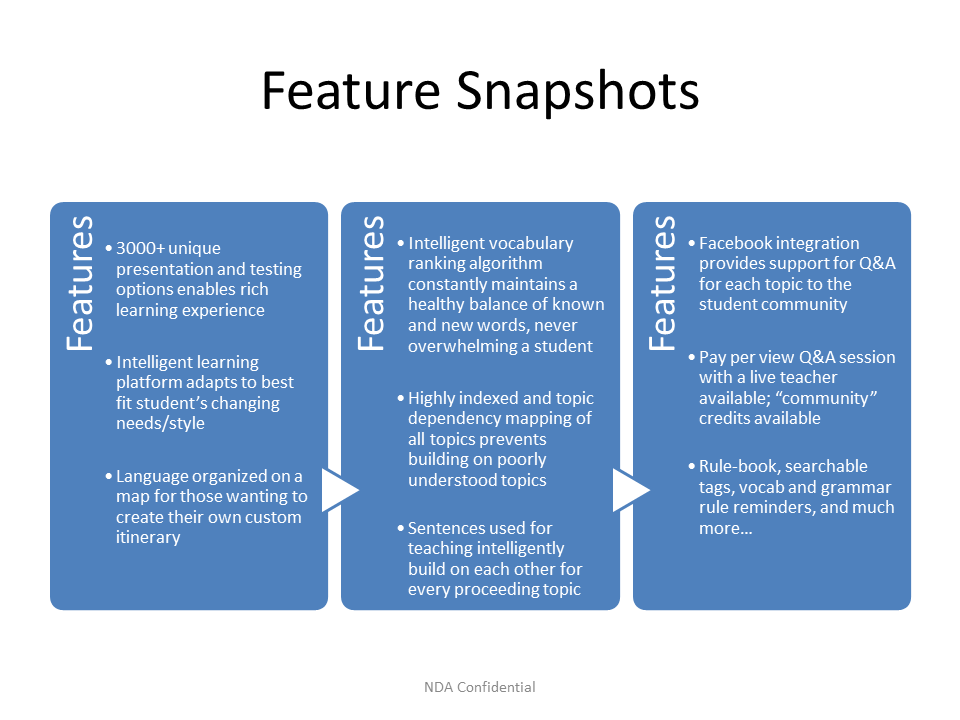 Feature Snapshots
Features
• 3000+ unique
presentation and testing
options enables rich
learning experience
• Intelligent learning
platform adapts to best
fit student’s changing
needs/style
• Language organized on a
map for those wanting to
create their own custom
itinerary
Features
• Intelligent vocabulary
ranking algorithm
constantly maintains a
healthy balance of known
and new words, never
overwhelming a student
• Highly indexed and topic
dependency mapping of
all topics prevents
building on poorly
understood topics
• Sentences used for
teaching intelligently
build on each other for
every proceeding topic
Features
• Facebook integration
provides support for Q&A
for each topic to the
student community
• Pay per view Q&A session
with a live teacher
available; “community”
credits available
• Rule-book, searchable
tags, vocab and grammar
rule reminders, and much
more…
NDA Confidential